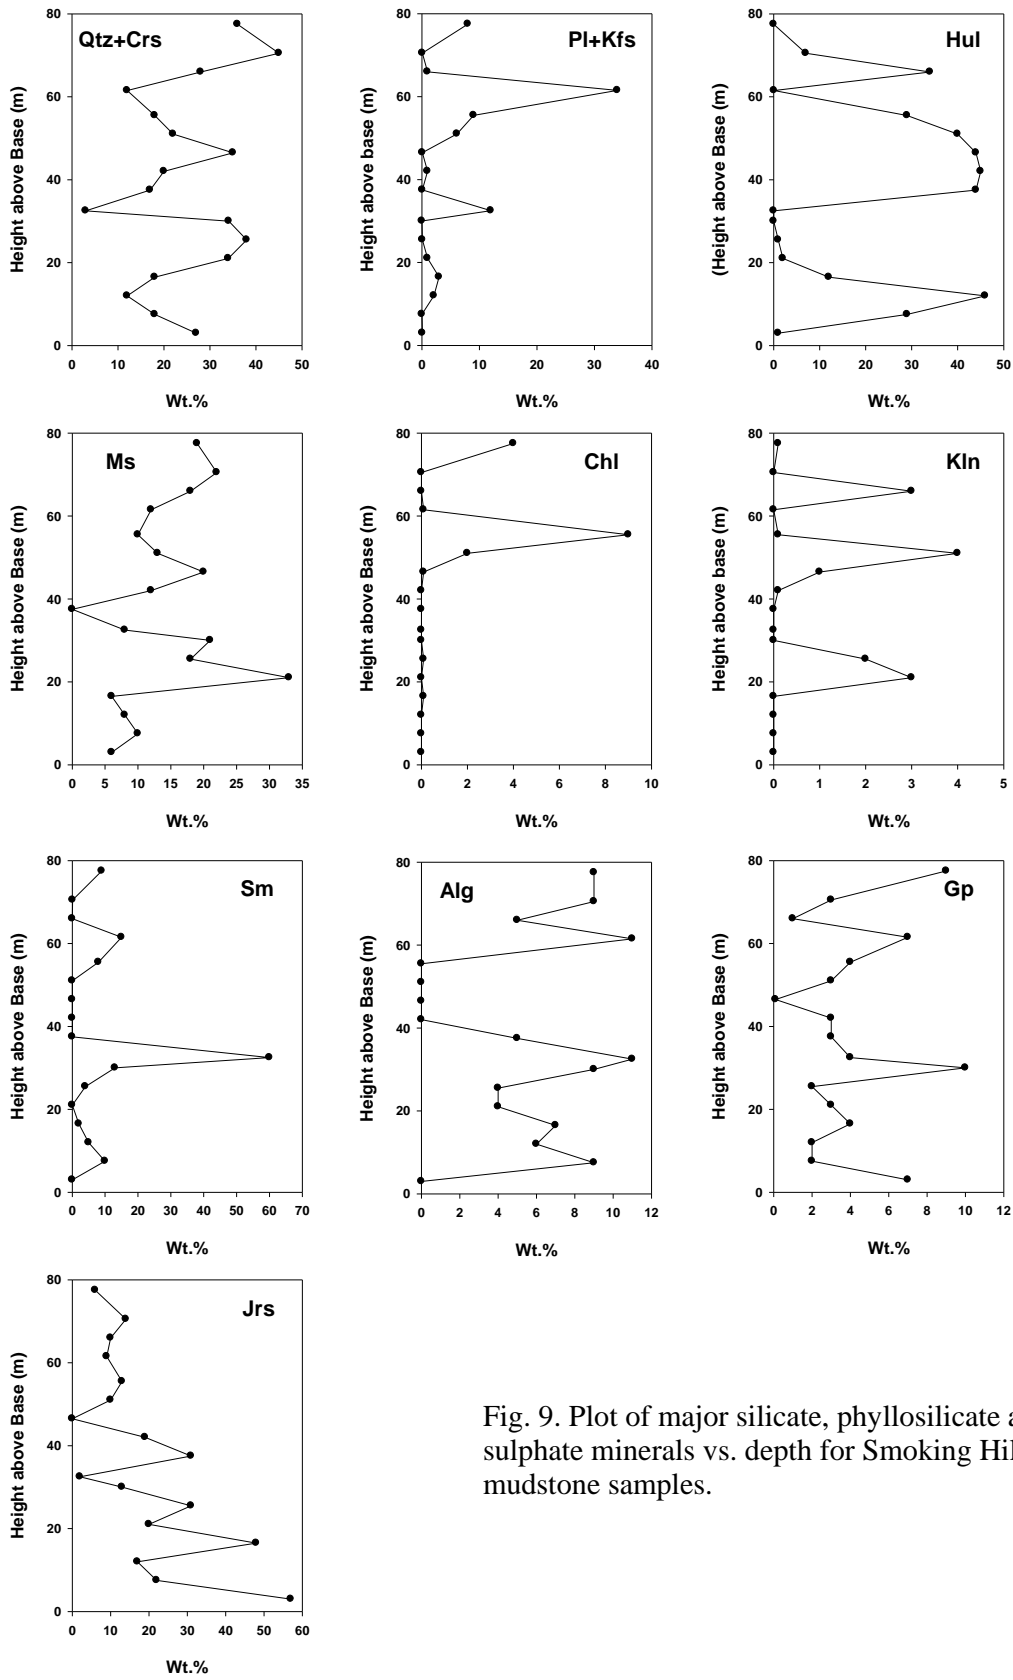 Qtz+Crs
Height above Base (m)
80
60
40
20
0
0 10 20 30 40 50
Wt.%
Pl+Kfs
Height above base (m)
80
60
40
20
0
0 10 20 30 40
Wt.%
Hul
(Height above Base (m)
80
60
40
20
0
0 10 20 30 40 50
Wt.%
Ms
Height above Base (m)
80
60
40
20
0
0 5 10 15 20 25 30 35
Wt.%
Chl
Height above Base (m)
80
60
40
20
0
0 2 4 6 8 10
Wt.%
Kln
Height above base (m)
80
60
40
20
0
0 1 2 3 4 5
Wt.%
Sm
Height above Base (m)
80
60
40
20
0
0 10 20 30 40 50 60 70
Wt.%
Alg
Height above Base (m)
80
60
40
20
0
0 2 4 6 8 10 12
Wt.%
Gp
Height above Base (m)
80
60
40
20
0
0 2 4 6 8 10 12
Wt.%
Jrs
Height above Base (m)
80
60
40
20
0
0 10 20 30 40 50 60
Wt.%
Fig. 9. Plot of major silicate, phyllosilicate a
sulphate minerals vs. depth for Smoking Hil
mudstone samples.